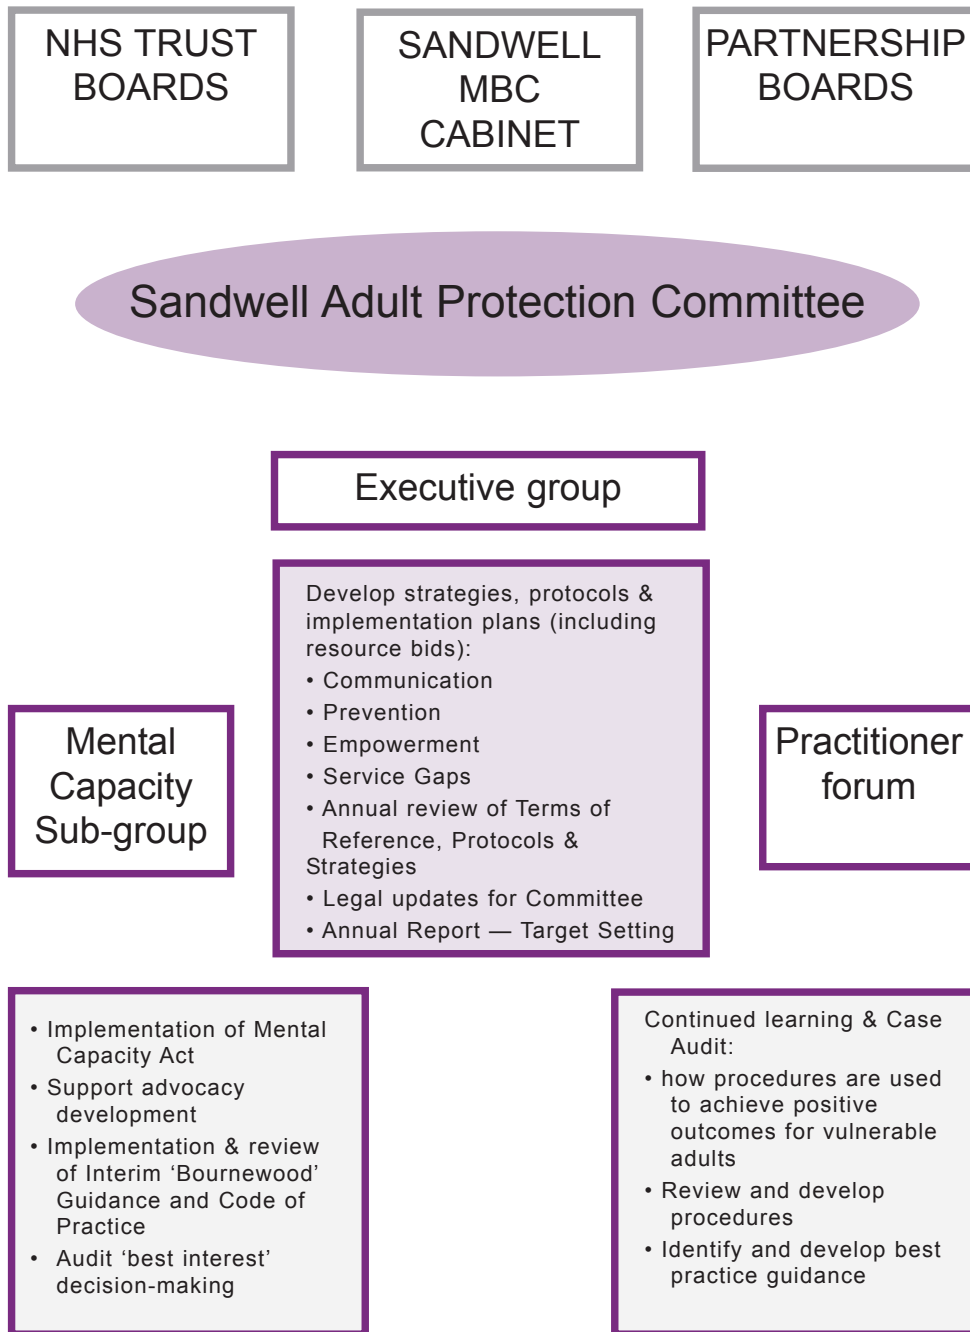 NHS TRUST
BOARDS
SANDWELL
MBC
CABINET
PARTNERSHIP
BOARDS
Sandwell Adult Protection Committee
Executive group
Develop strategies, protocols &
implementation plans (including
resource bids):
• Communication
• Prevention
• Empowerment
• Service Gaps
• Annual review of Terms of
Reference, Protocols &
Strategies
• Legal updates for Committee
• Annual Report — Target Setting
Mental
Capacity
Sub-group
Practitioner
forum
• Implementation of Mental
Capacity Act
• Support advocacy
development
• Implementation & review
of Interim ‘Bournewood’
Guidance and Code of
Practice
• Audit ‘best interest’
decision-making
Continued learning & Case
Audit:
• how procedures are used
to achieve positive
outcomes for vulnerable
adults
• Review and develop
procedures
• Identify and develop best
practice guidance